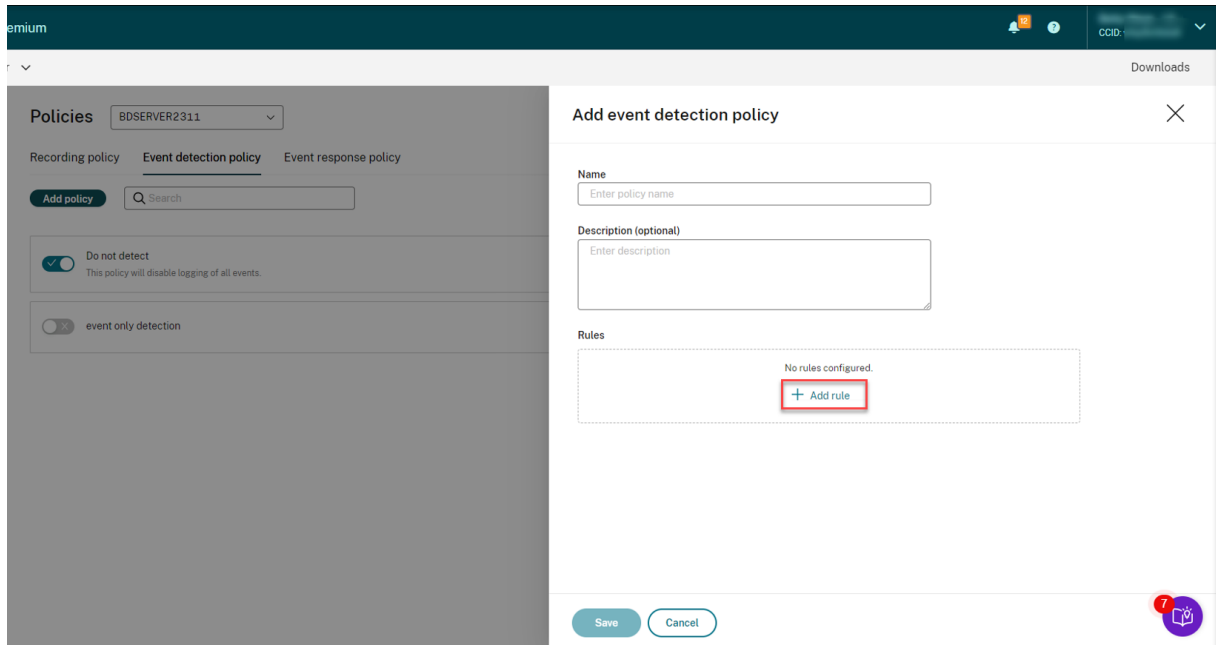 emium
12
?
CCID:
r
Downloads
Policies
BDSERVER2311
Recording policy
Event detection policy
Event response policy
Add policy
Search
Do not detect
This policy will disable logging of all events.
event only detection
Add event detection policy
Name
Enter policy name
Description (optional)
Enter description
Rules
No rules configured.
+ Add rule
Save
Cancel
7